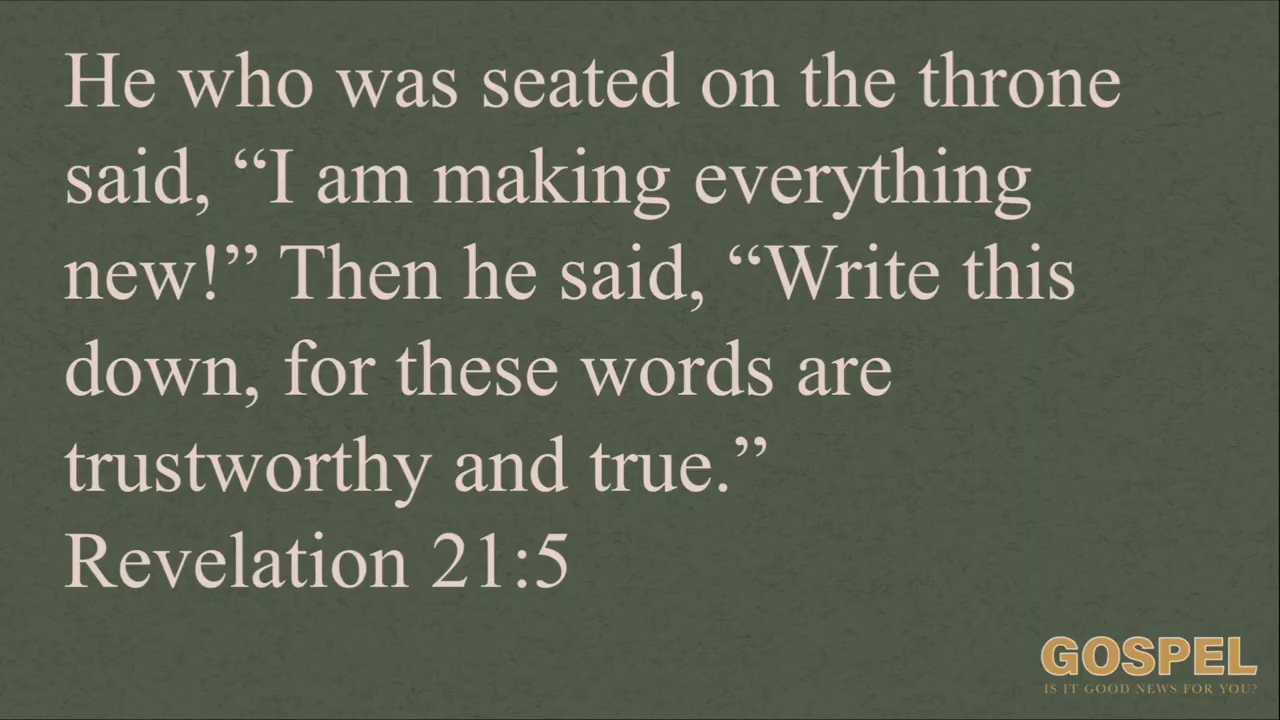 He who was seated on the throne
said, “I am making everything
new!” Then he said, “Write this
down, for these words are
trustworthy and true.”
Revelation 21:5
GOSPEL
IS IT GOOD NEWS FOR YOU?